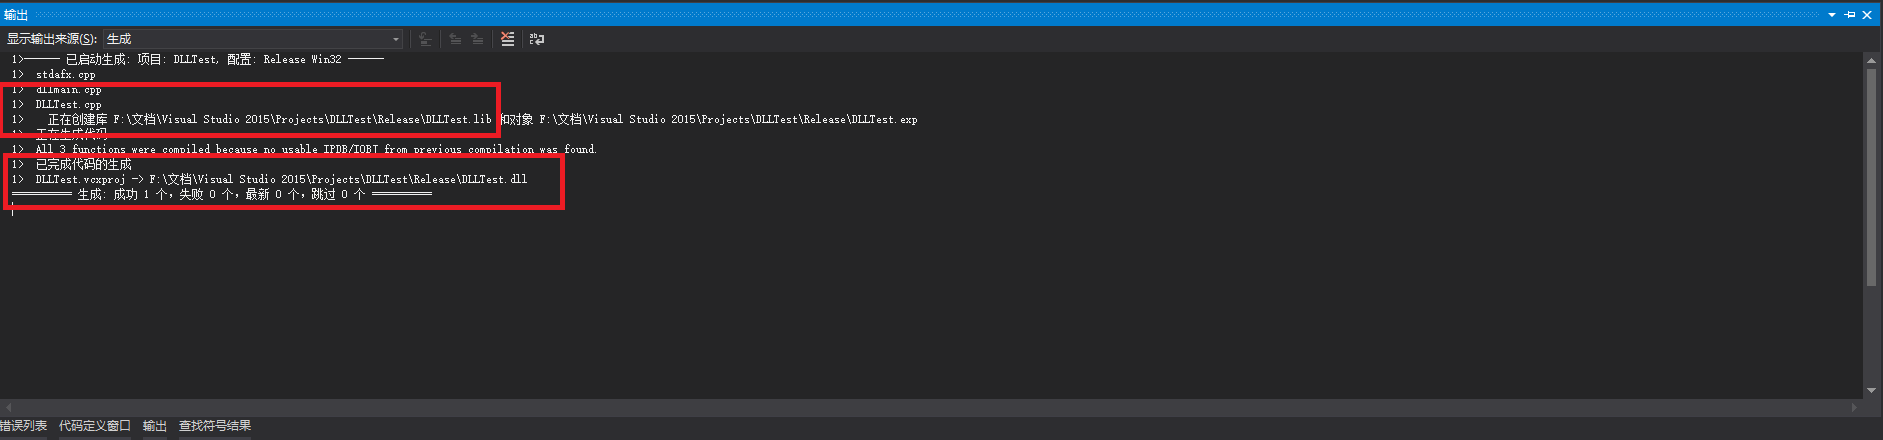 输出
显示输出来源(S): 生成
1>------ 已启动生成: 项目: DLLTest, 配置: Release Win32 ------
1>  stdafx.cpp
1>  dllmain.cpp
1>  DLLTest.cpp
1>    正在创建库 F:\文档\Visual Studio 2015\Projects\DLLTest\Release\DLLTest.lib 和对象 F:\文档\Visual Studio 2015\Projects\DLLTest\Release\DLLTest.exp
1>  正在生成代码
1>  All 3 functions were compiled because no usable IPDB/IOBJ from previous compilation was found.
1>  已完成代码的生成
1>  DLLTest.vcxproj -> F:\文档\Visual Studio 2015\Projects\DLLTest\Release\DLLTest.dll
========== 生成: 成功 1 个，失败 0 个，最新 0 个，跳过 0 个 ==========
错误列表 代码定义窗口 输出 查找符号结果